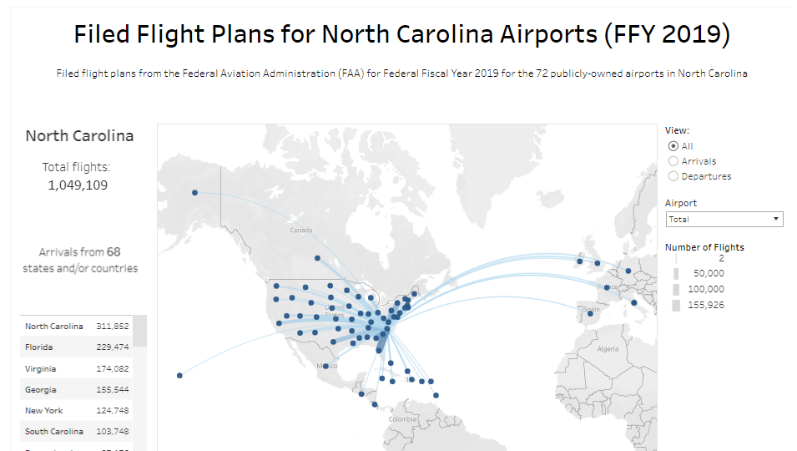 Filed Flight Plans for North Carolina Airports (FFY 2019)
Filed flight plans from the Federal Aviation Administration (FAA) for Federal Fiscal Year 2019 for the 72 publicly-owned airports in North Carolina
North Carolina
Total flights:
1,049,109
Arrivals from 68
states and/or countries
North Carolina 311,852
Florida 229,474
Virginia 174,082
Georgia 155,544
New York 124,748
South Carolina 103,748
Canada
Mexico
Colombia
Algeria
View:
All
Arrivals
Departures
Airport
Total
Number of Flights
2
50,000
100,000
155,926